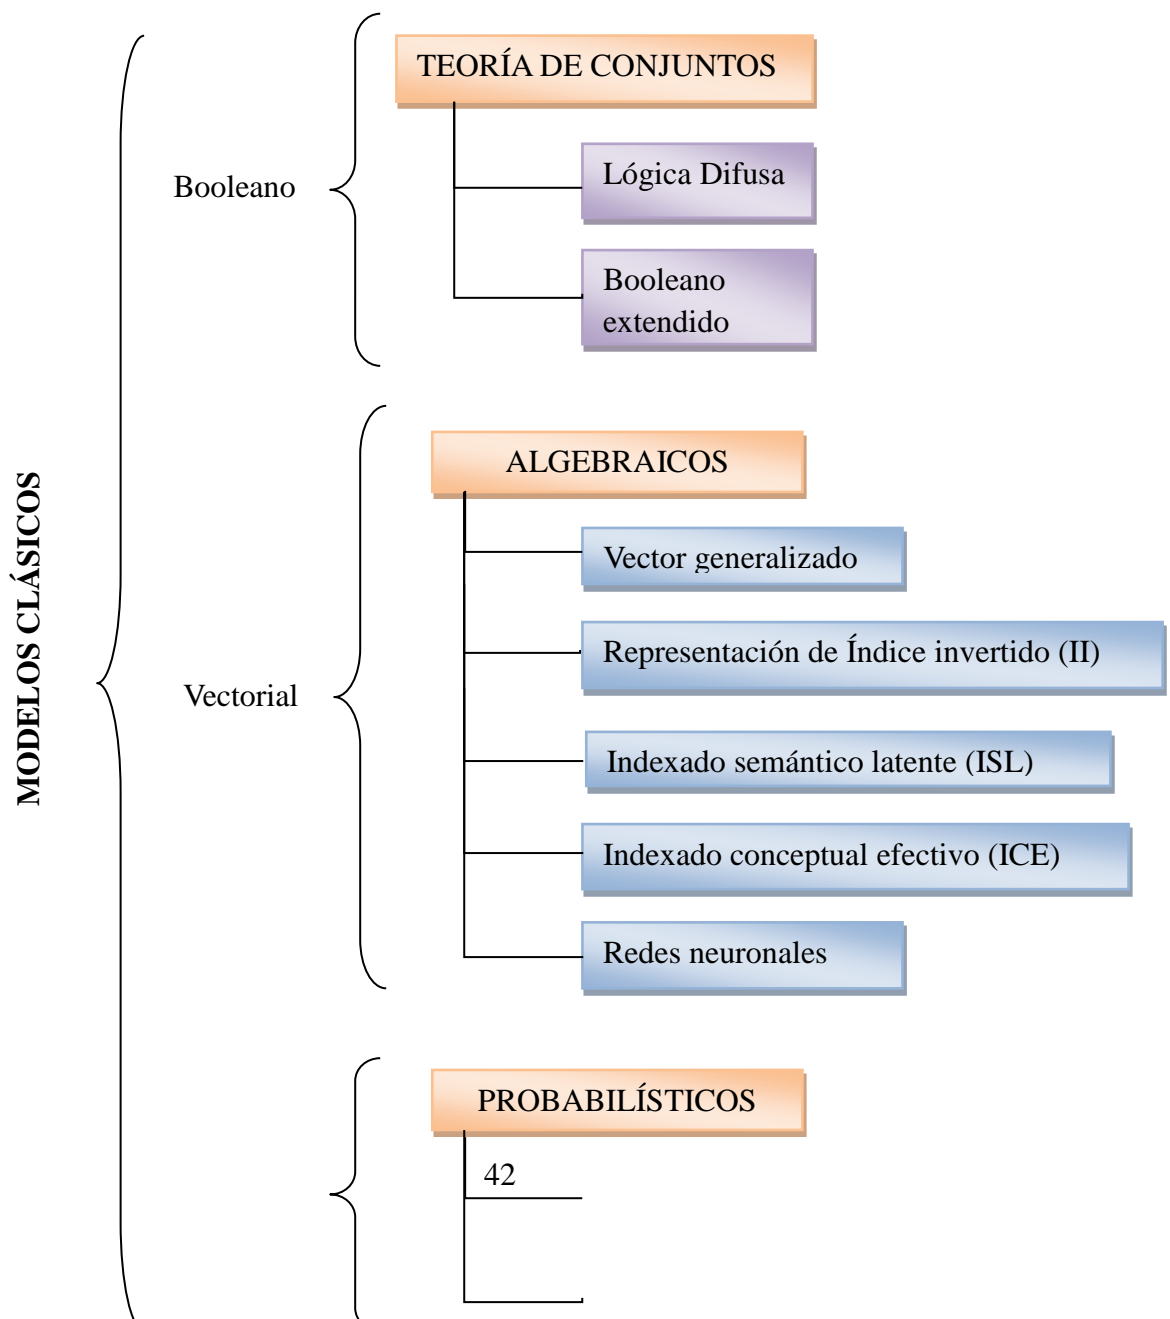 MODELOS CLÁSICOS
Booleano
TEORÍA DE CONJUNTOS
Lógica Difusa
Booleano
extendido
Vectorial
ALGEBRAICOS
Vector generalizado
Representación de Índice invertido (II)
Indexado semántico latente (ISL)
Indexado conceptual efectivo (ICE)
Redes neuronales
PROBABILÍSTICOS
42